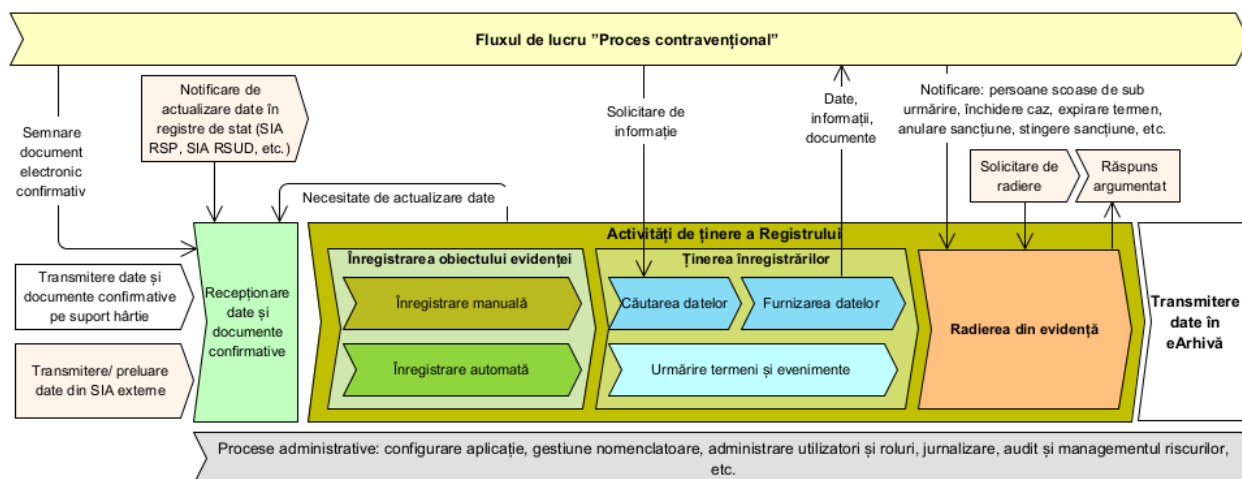 Fluxul de lucru ”Proces contravențional”
Semnare
document
electronic
confirmativ
Notificare de
actualizare date în
registre de stat (SIA
RSP, SIA RSUD, etc.)
Solicitare de
informație
Date,
informații,
documente
Notificare: persoane scoase de sub
urmărire, închidere caz, expirare termen,
anulare sancțiune, stingere sancțiune, etc.
Solicitare de
radiere
Răspuns
argumentat
Necesitate de actualizare date
Transmitere date și
documente confirmative
pe suport hârtie
Transmitere/ preluare
date din SIA externe
Recepționare
date și
documente
confirmative
Activități de ținere a Registrului
Înregistrarea obiectului evidenței
Înregistrare manuală
Înregistrare automată
Ținerea înregistrărilor
Căutarea datelor
Furnizarea datelor
Urmărire termeni și evenimente
Radierea din evidență
Transmitere
date în
eArhivă
Procese administrative: configurare aplicație, gestiune nomenclatoare, administrare utilizatori și roluri, jurnalizare, audit și managementul riscurilor,
etc.